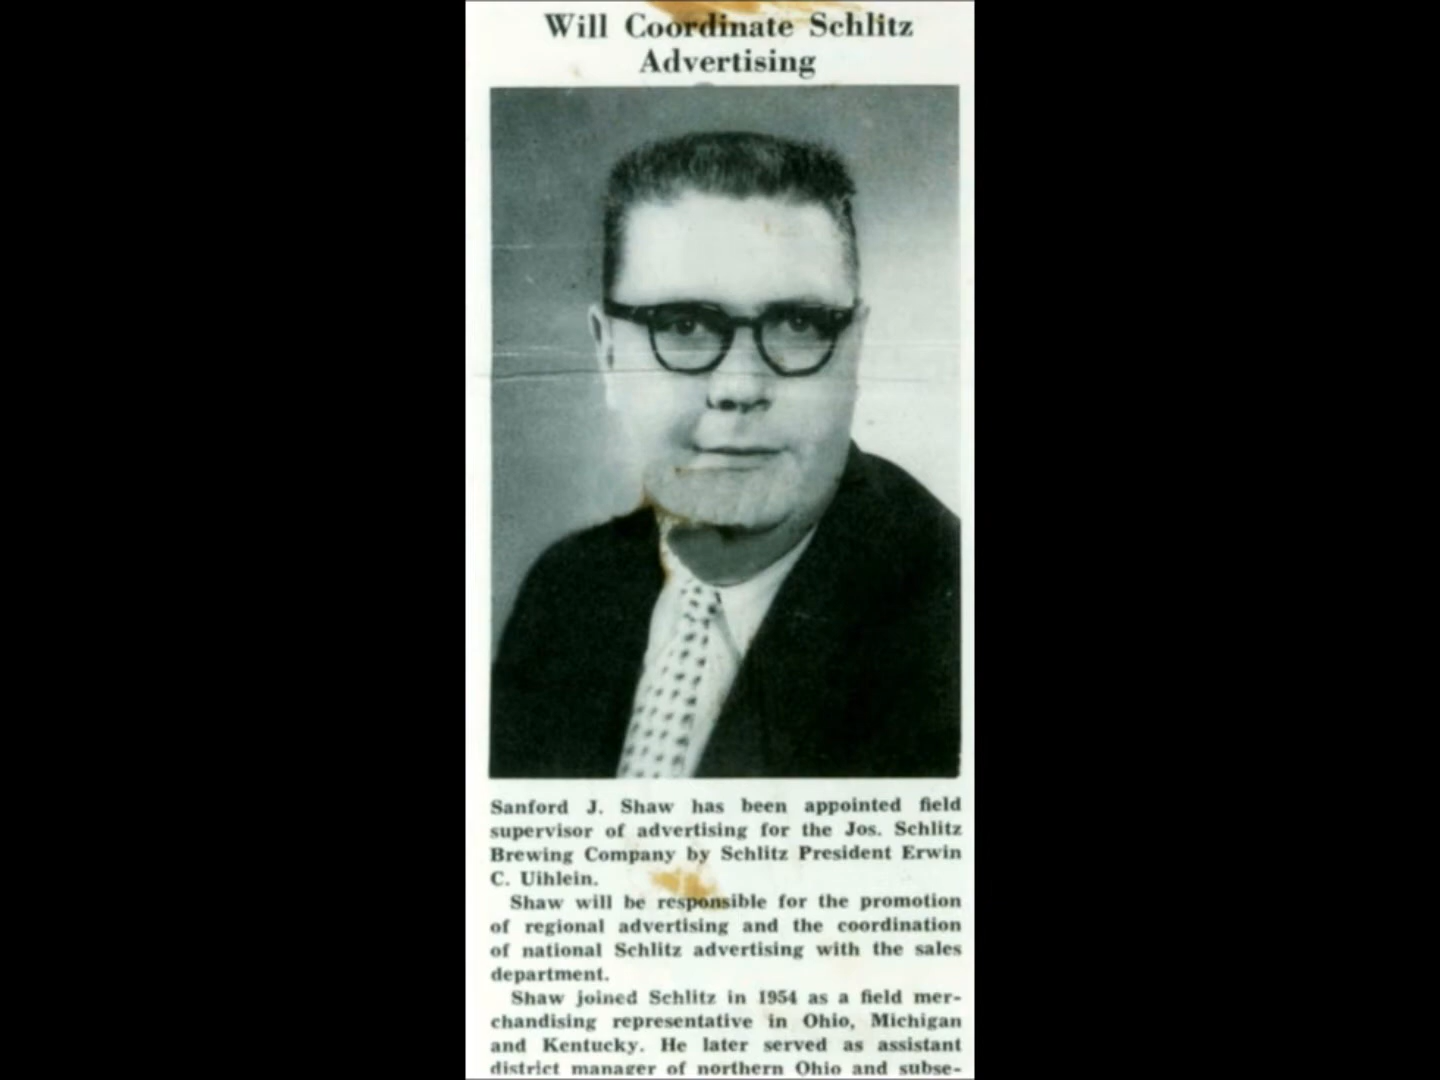 Will Coordinate Schlitz
Advertising
Sanford J. Shaw has been appointed field
supervisor of advertising for the Jos. Schlitz
Brewing Company by Schlitz President Erwin
C. Uihlein.
Shaw will be responsible for the promotion
of regional advertising and the coordination
of national Schlitz advertising with the sales
department.
Shaw joined Schlitz in 1954 as a field mer-
chandising representative in Ohio, Michigan
and Kentucky. He later served as assistant
district manager of northern Ohio and subse-